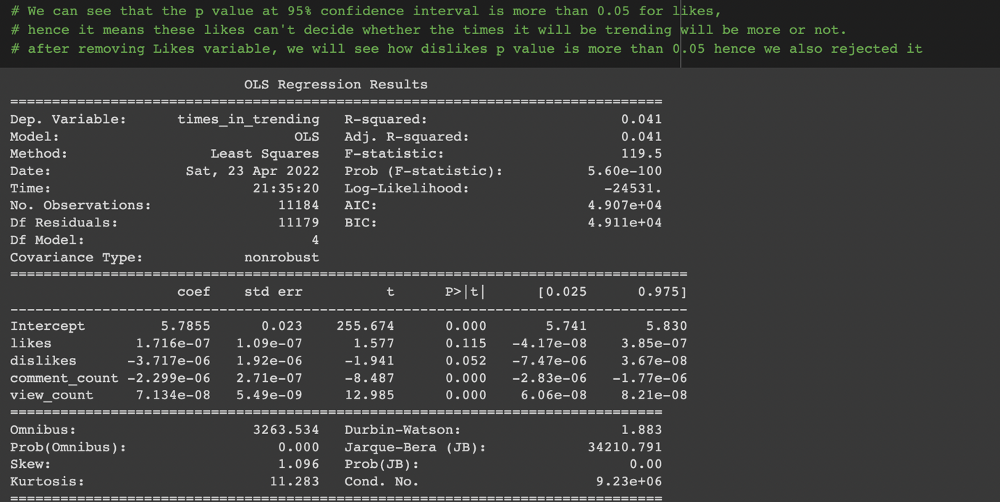 # We can see that the p value at 95% confidence interval is more than 0.05 for likes,
# hence it means these likes can't decide whether the times it will be trending will be more or not.
# after removing Likes variable, we will see how dislikes p value is more than 0.05 hence we also rejected it
OLS Regression Results
==============================================================================
Dep. Variable: times_in_trending R-squared: 0.041
Model: OLS Adj. R-squared: 0.041
Method: Least Squares F-statistic: 119.5
Date: Sat, 23 Apr 2022 Prob (F-statistic): 5.60e-100
Time: 21:35:20 Log-Likelihood: -24531.
No. Observations: 11184 AIC: 4.907e+04
Df Residuals: 11179 BIC: 4.911e+04
Df Model: 4
Covariance Type: nonrobust
=================================================================================
coef std err t P>|t| [0.025 0.975]
---------------------------------------------------------------------------------
Intercept 5.7855 0.023 255.674 0.000 5.741 5.830
likes 1.716e-07 1.09e-07 1.577 0.115 -4.17e-08 3.85e-07
dislikes -3.717e-06 1.92e-06 -1.941 0.052 -7.47e-06 3.67e-08
comment_count -2.299e-06 2.71e-07 -8.487 0.000 -2.83e-06 -1.77e-06
view_count 7.134e-08 5.49e-09 12.985 0.000 6.06e-08 8.21e-08
==============================================================================
Omnibus: 3263.534 Durbin-Watson: 1.883
Prob(Omnibus): 0.000 Jarque-Bera (JB): 34210.791
Skew: 1.096 Prob(JB): 0.00
Kurtosis: 11.283 Cond. No. 9.23e+06
==============================================================================